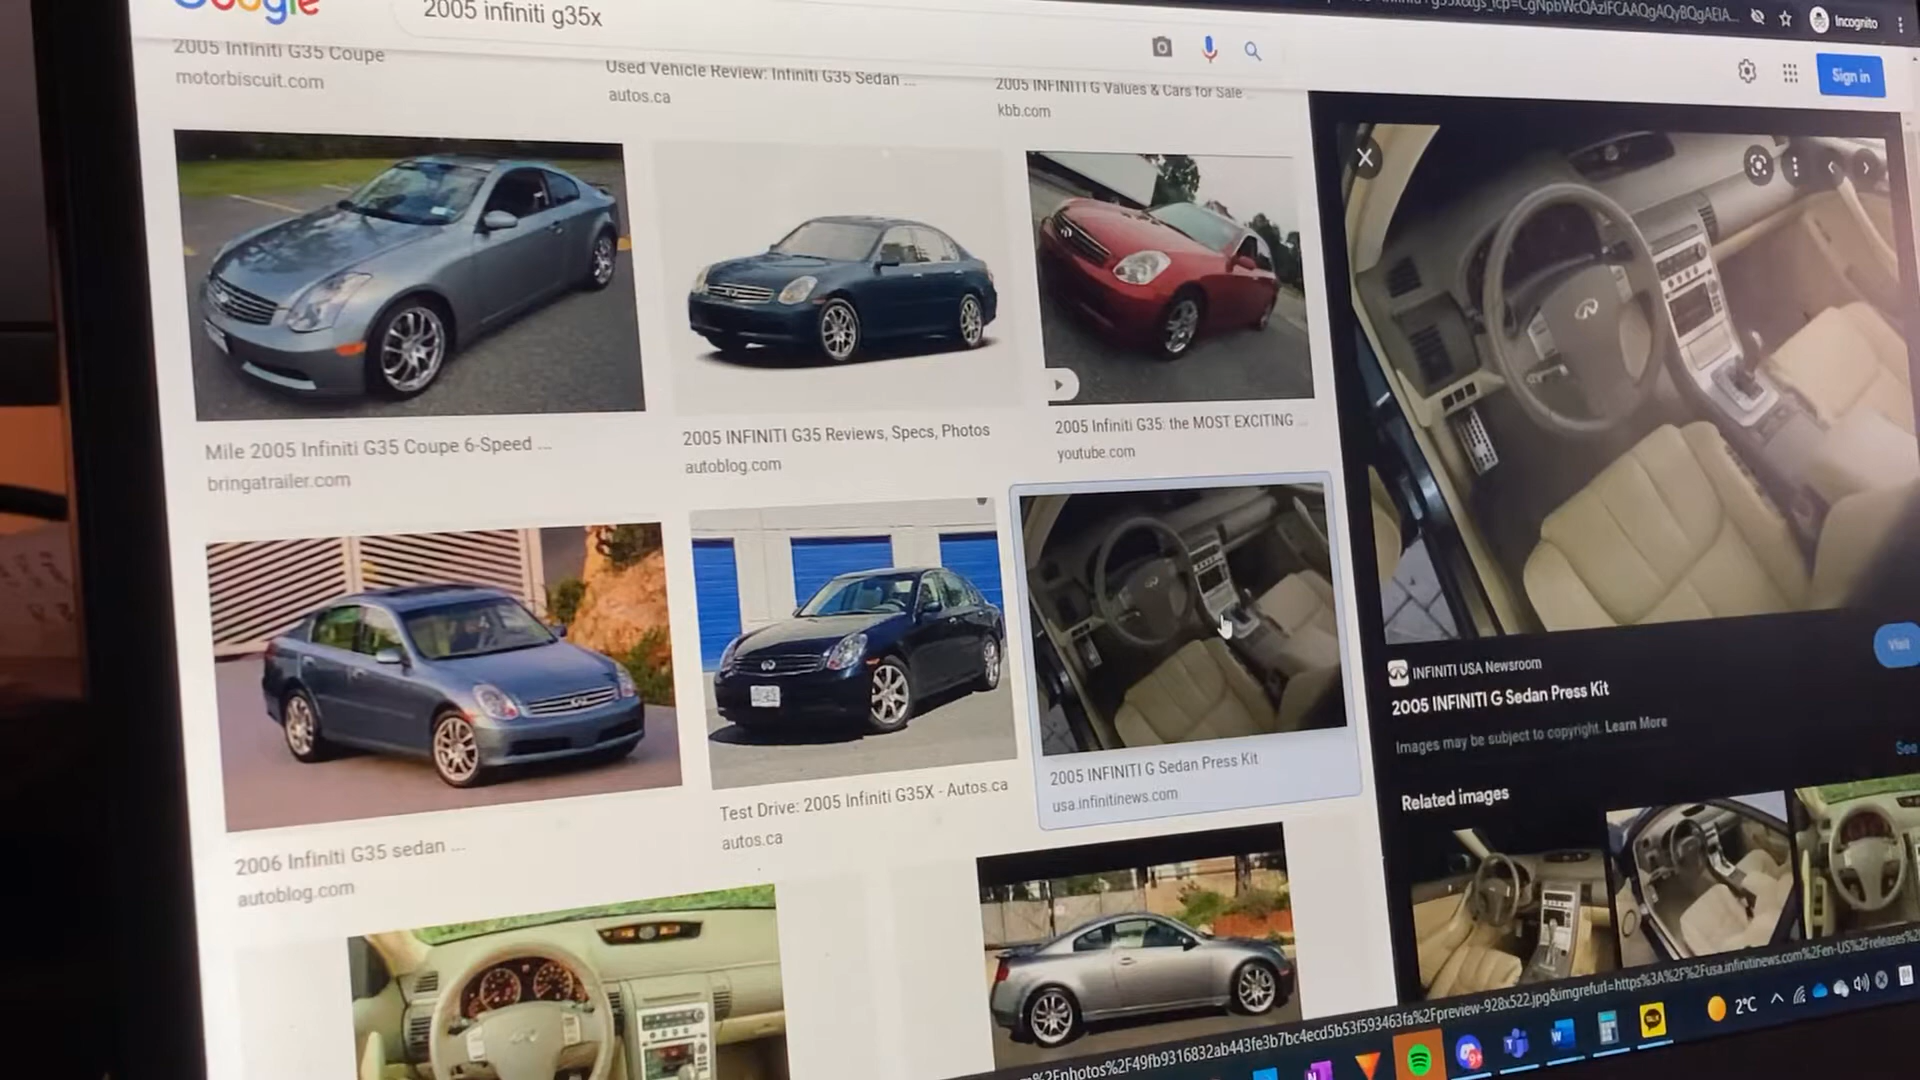 Google
2005 infiniti g35x
Incognito
Sign in
2005 Infiniti G35 Coupe
motorbiscuit.com
Used Vehicle Review: Infiniti G35 Sedan ...
autos.ca
2005 INFINITI G Values & Cars for Sale
kbb.com
Mile 2005 Infiniti G35 Coupe 6-Speed ...
bringatrailer.com
2005 INFINITI G35 Reviews, Specs, Photos
autoblog.com
2005 Infiniti G35: the MOST EXCITING ...
youtube.com
2006 Infiniti G35 sedan ...
autoblog.com
Test Drive: 2005 Infiniti G35X - Autos.ca
autos.ca
2005 INFINITI G Sedan Press Kit
usa.infinitinews.com
INFINITI USA Newsroom
Visit
2005 INFINITI G Sedan Press Kit
Images may be subject to copyright. Learn More
See
Related images
2°C